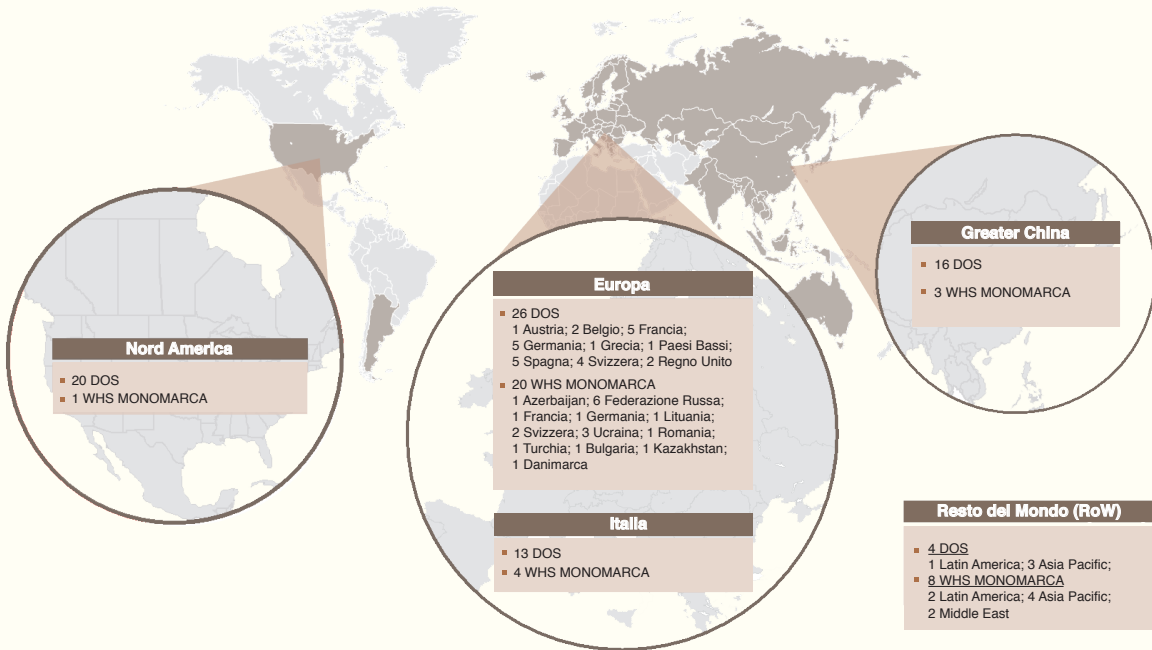 Nord America
20 DOS
1 WHS MONOMARCA
Europa
26 DOS
1 Austria; 2 Belgio; 5 Francia;
5 Germania; 1 Grecia; 1 Paesi Bassi;
5 Spagna; 4 Svizzera; 2 Regno Unito
20 WHS MONOMARCA
1 Azerbaijan; 6 Federazione Russa;
1 Francia; 1 Germania; 1 Lituania;
2 Svizzera; 3 Ucraina; 1 Romania;
1 Turchia; 1 Bulgaria; 1 Kazakhstan;
1 Danimarca
Italia
13 DOS
4 WHS MONOMARCA
Greater China
16 DOS
3 WHS MONOMARCA
Resto del Mondo (RoW)
4 DOS
1 Latin America; 3 Asia Pacific;
8 WHS MONOMARCA
2 Latin America; 4 Asia Pacific;
2 Middle East